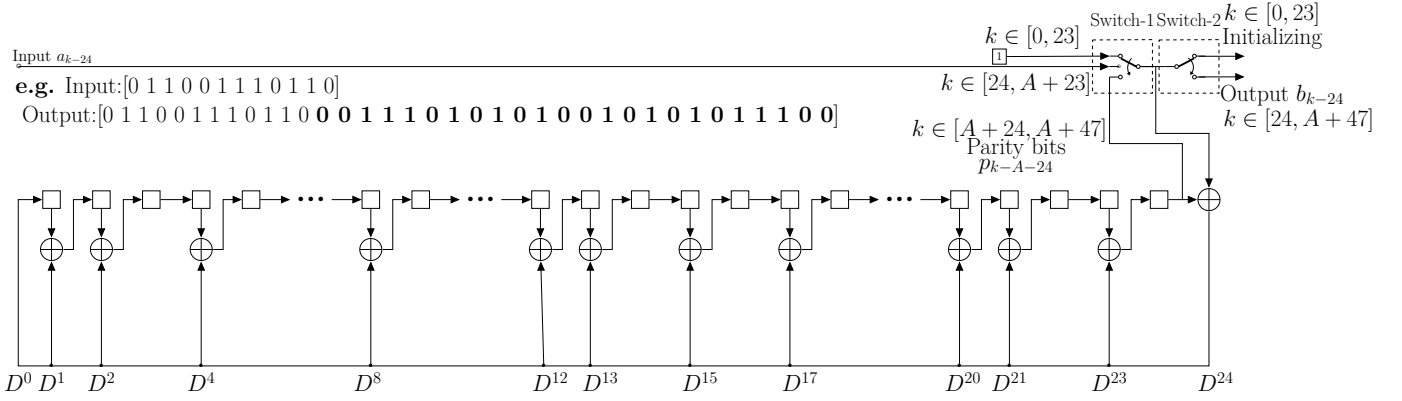 Switch-1 Switch-2 k ∈ [0, 23]
Initializing
k ∈ [0, 23]
1
Input a_{k−24}
e.g. Input:[0 1 1 0 0 1 1 1 0 1 1 0]
k ∈ [24, A + 23]
Output b_{k−24}
k ∈ [24, A + 47]
Output:[0 1 1 0 0 1 1 1 0 1 1 0 0 0 1 1 1 0 1 0 1 0 1 0 0 1 0 1 0 1 0 1 1 1 0 0]
k ∈ [A + 24, A + 47]
Parity bits
p_{k−A−24}
D^0 D^1 D^2 D^4 D^8 D^{12} D^{13} D^{15} D^{17} D^{20} D^{21} D^{23} D^{24}